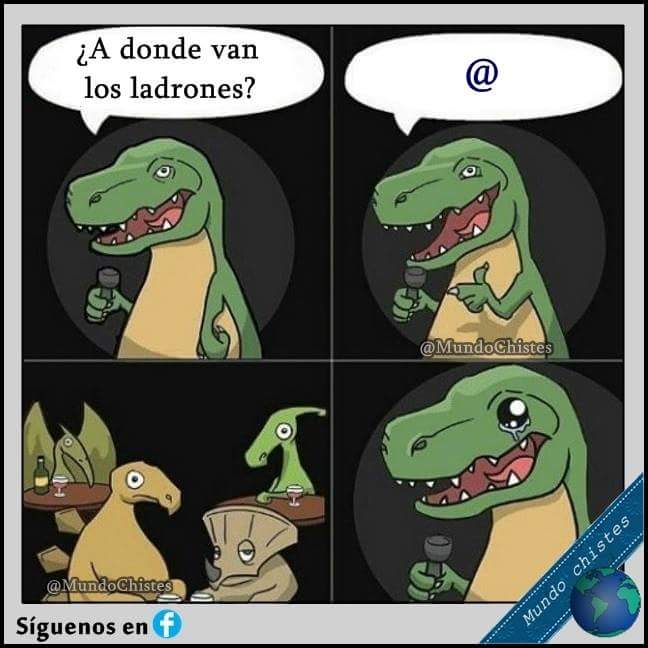 ¿A donde van
los ladrones?
@
@MundoChistes
@MundoChistes
Síguenos en f
Mundo chistes